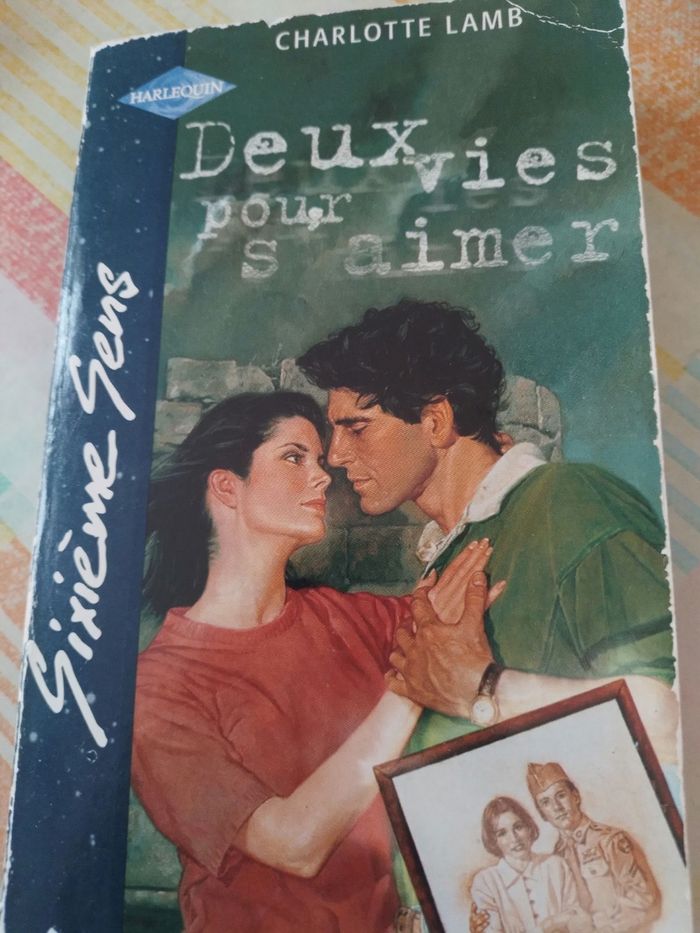 CHARLOTTE LAMB
HARLEQUIN
Deux vies
pour
s'aimer
Sixième Sens